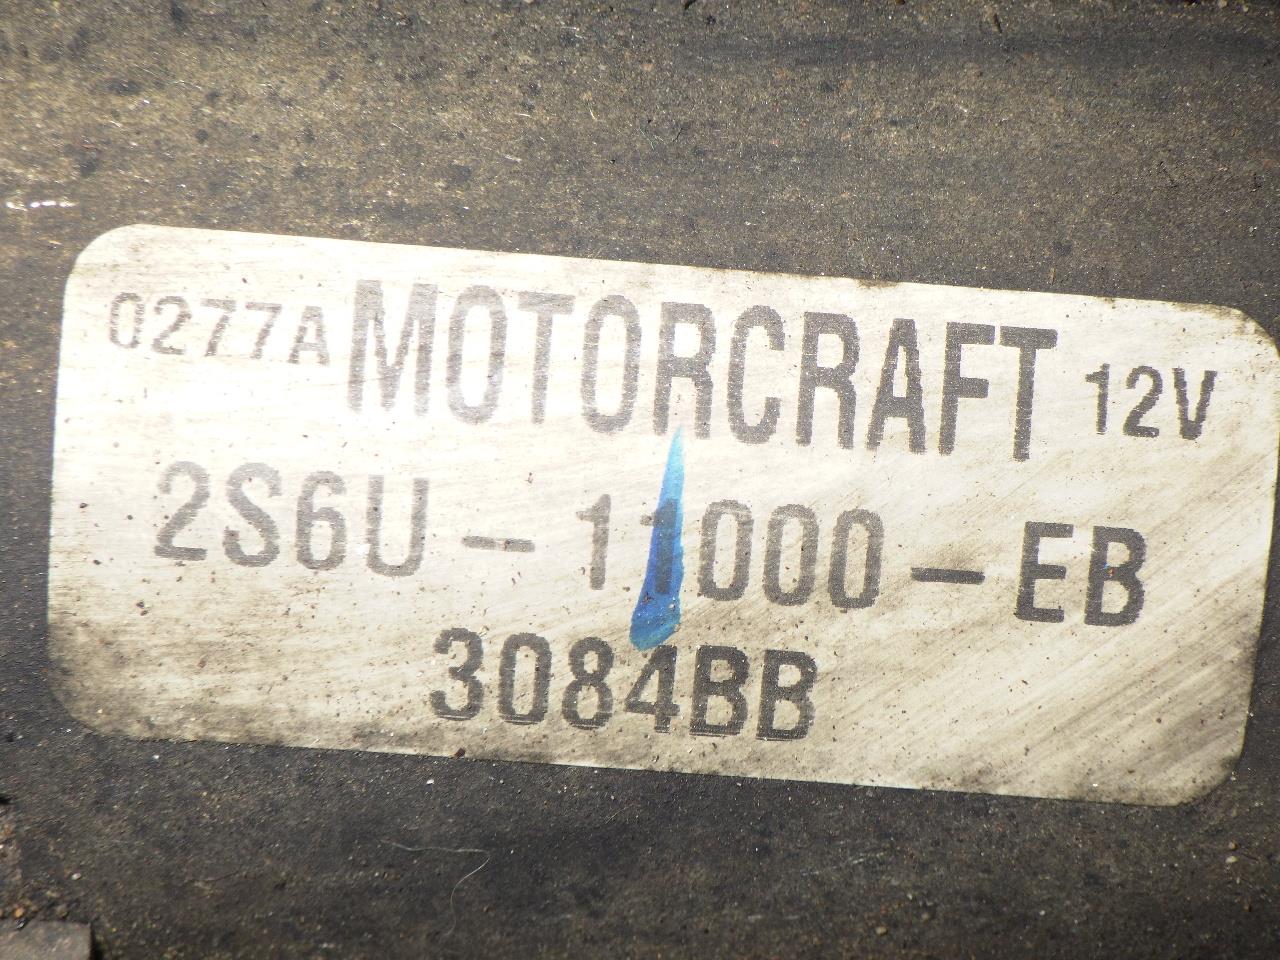 0277A MOTORCRAFT 12V
2S6U-11000-EB
3084BB